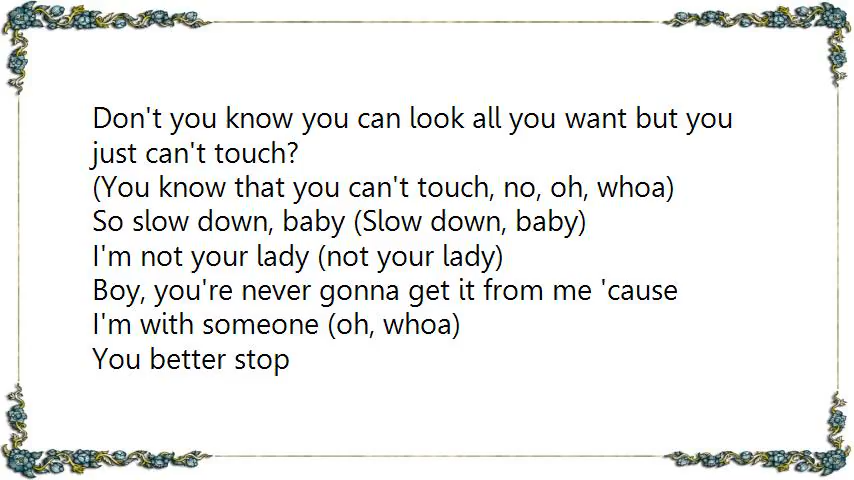 Don't you know you can look all you want but you
just can't touch?
(You know that you can't touch, no, oh, whoa)
So slow down, baby (Slow down, baby)
I'm not your lady (not your lady)
Boy, you're never gonna get it from me 'cause
I'm with someone (oh, whoa)
You better stop